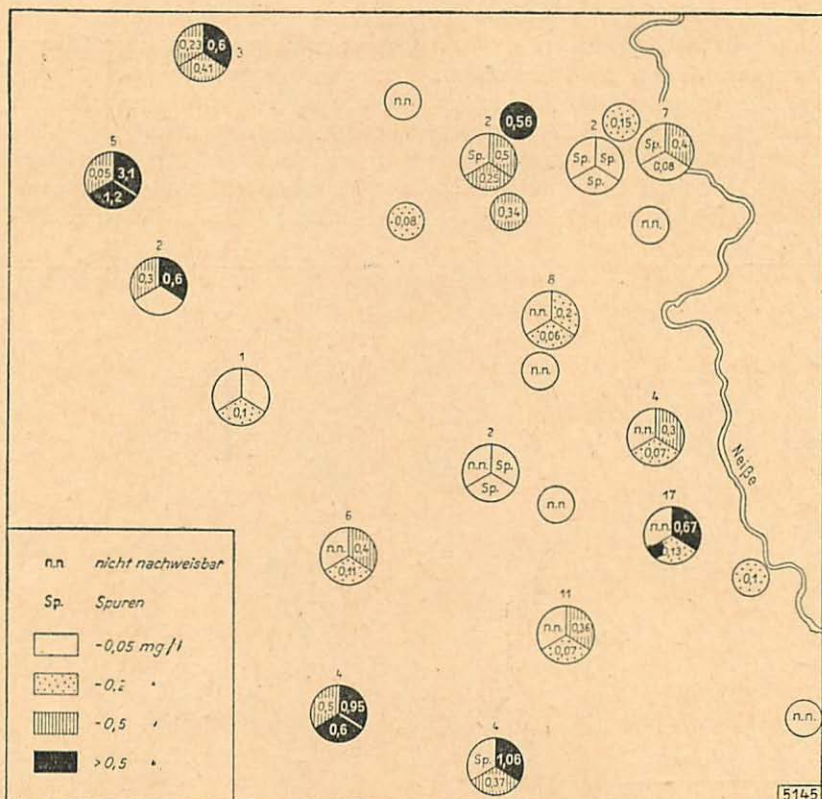 0,23 0,6 3
0,41
n.n.
2 0,56
Sp. 0,5
0,25
0,15
2
Sp. Sp.
Sp.
7
Sp. 0,4
0,08
5
0,05 3,1
1,2
0,08
0,34
n.n.
2
0,3 0,6
8
n.n. 0,2
0,06
n.n.
1
0,1
4
n.n. 0,3
0,07
Neiße
2
n.n. Sp.
Sp.
n.n
17
n.n. 0,67
0,13
6
n.n. 0,4
0,11
0,1
11
n.n. 0,36
0,07
4
0,5 0,95
0,6
n.n.
4
Sp. 1,06
0,37
n.n nicht nachweisbar
Sp. Spuren
-0,05 mg/l
-0,2 "
-0,5 "
>0,5 "
5145